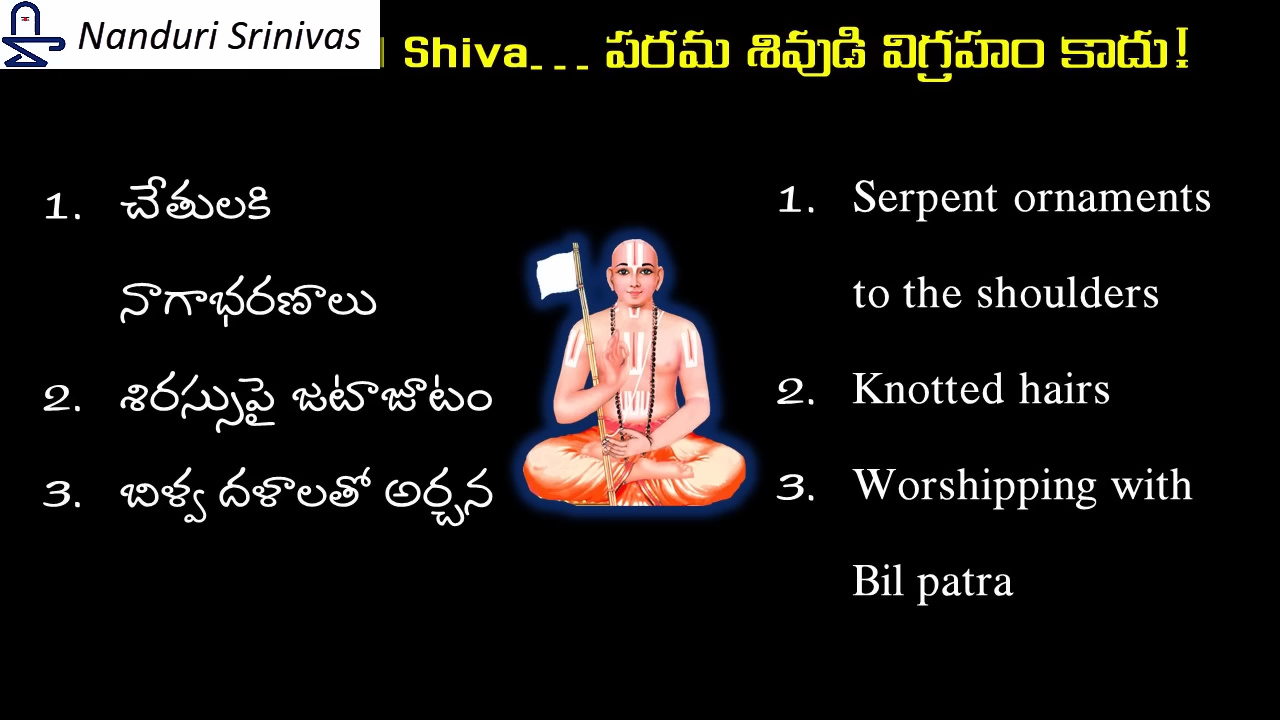 Nanduri Srinivas
Shiva... పరమ శివుడి విగ్రహం కాదు!
1. చేతులకి
నాగాభరణాలు
2. శిరస్సుపై జటాజూటం
3. బిళ్వ దళాలతో అర్చన
1. Serpent ornaments
to the shoulders
2. Knotted hairs
3. Worshipping with
Bil patra